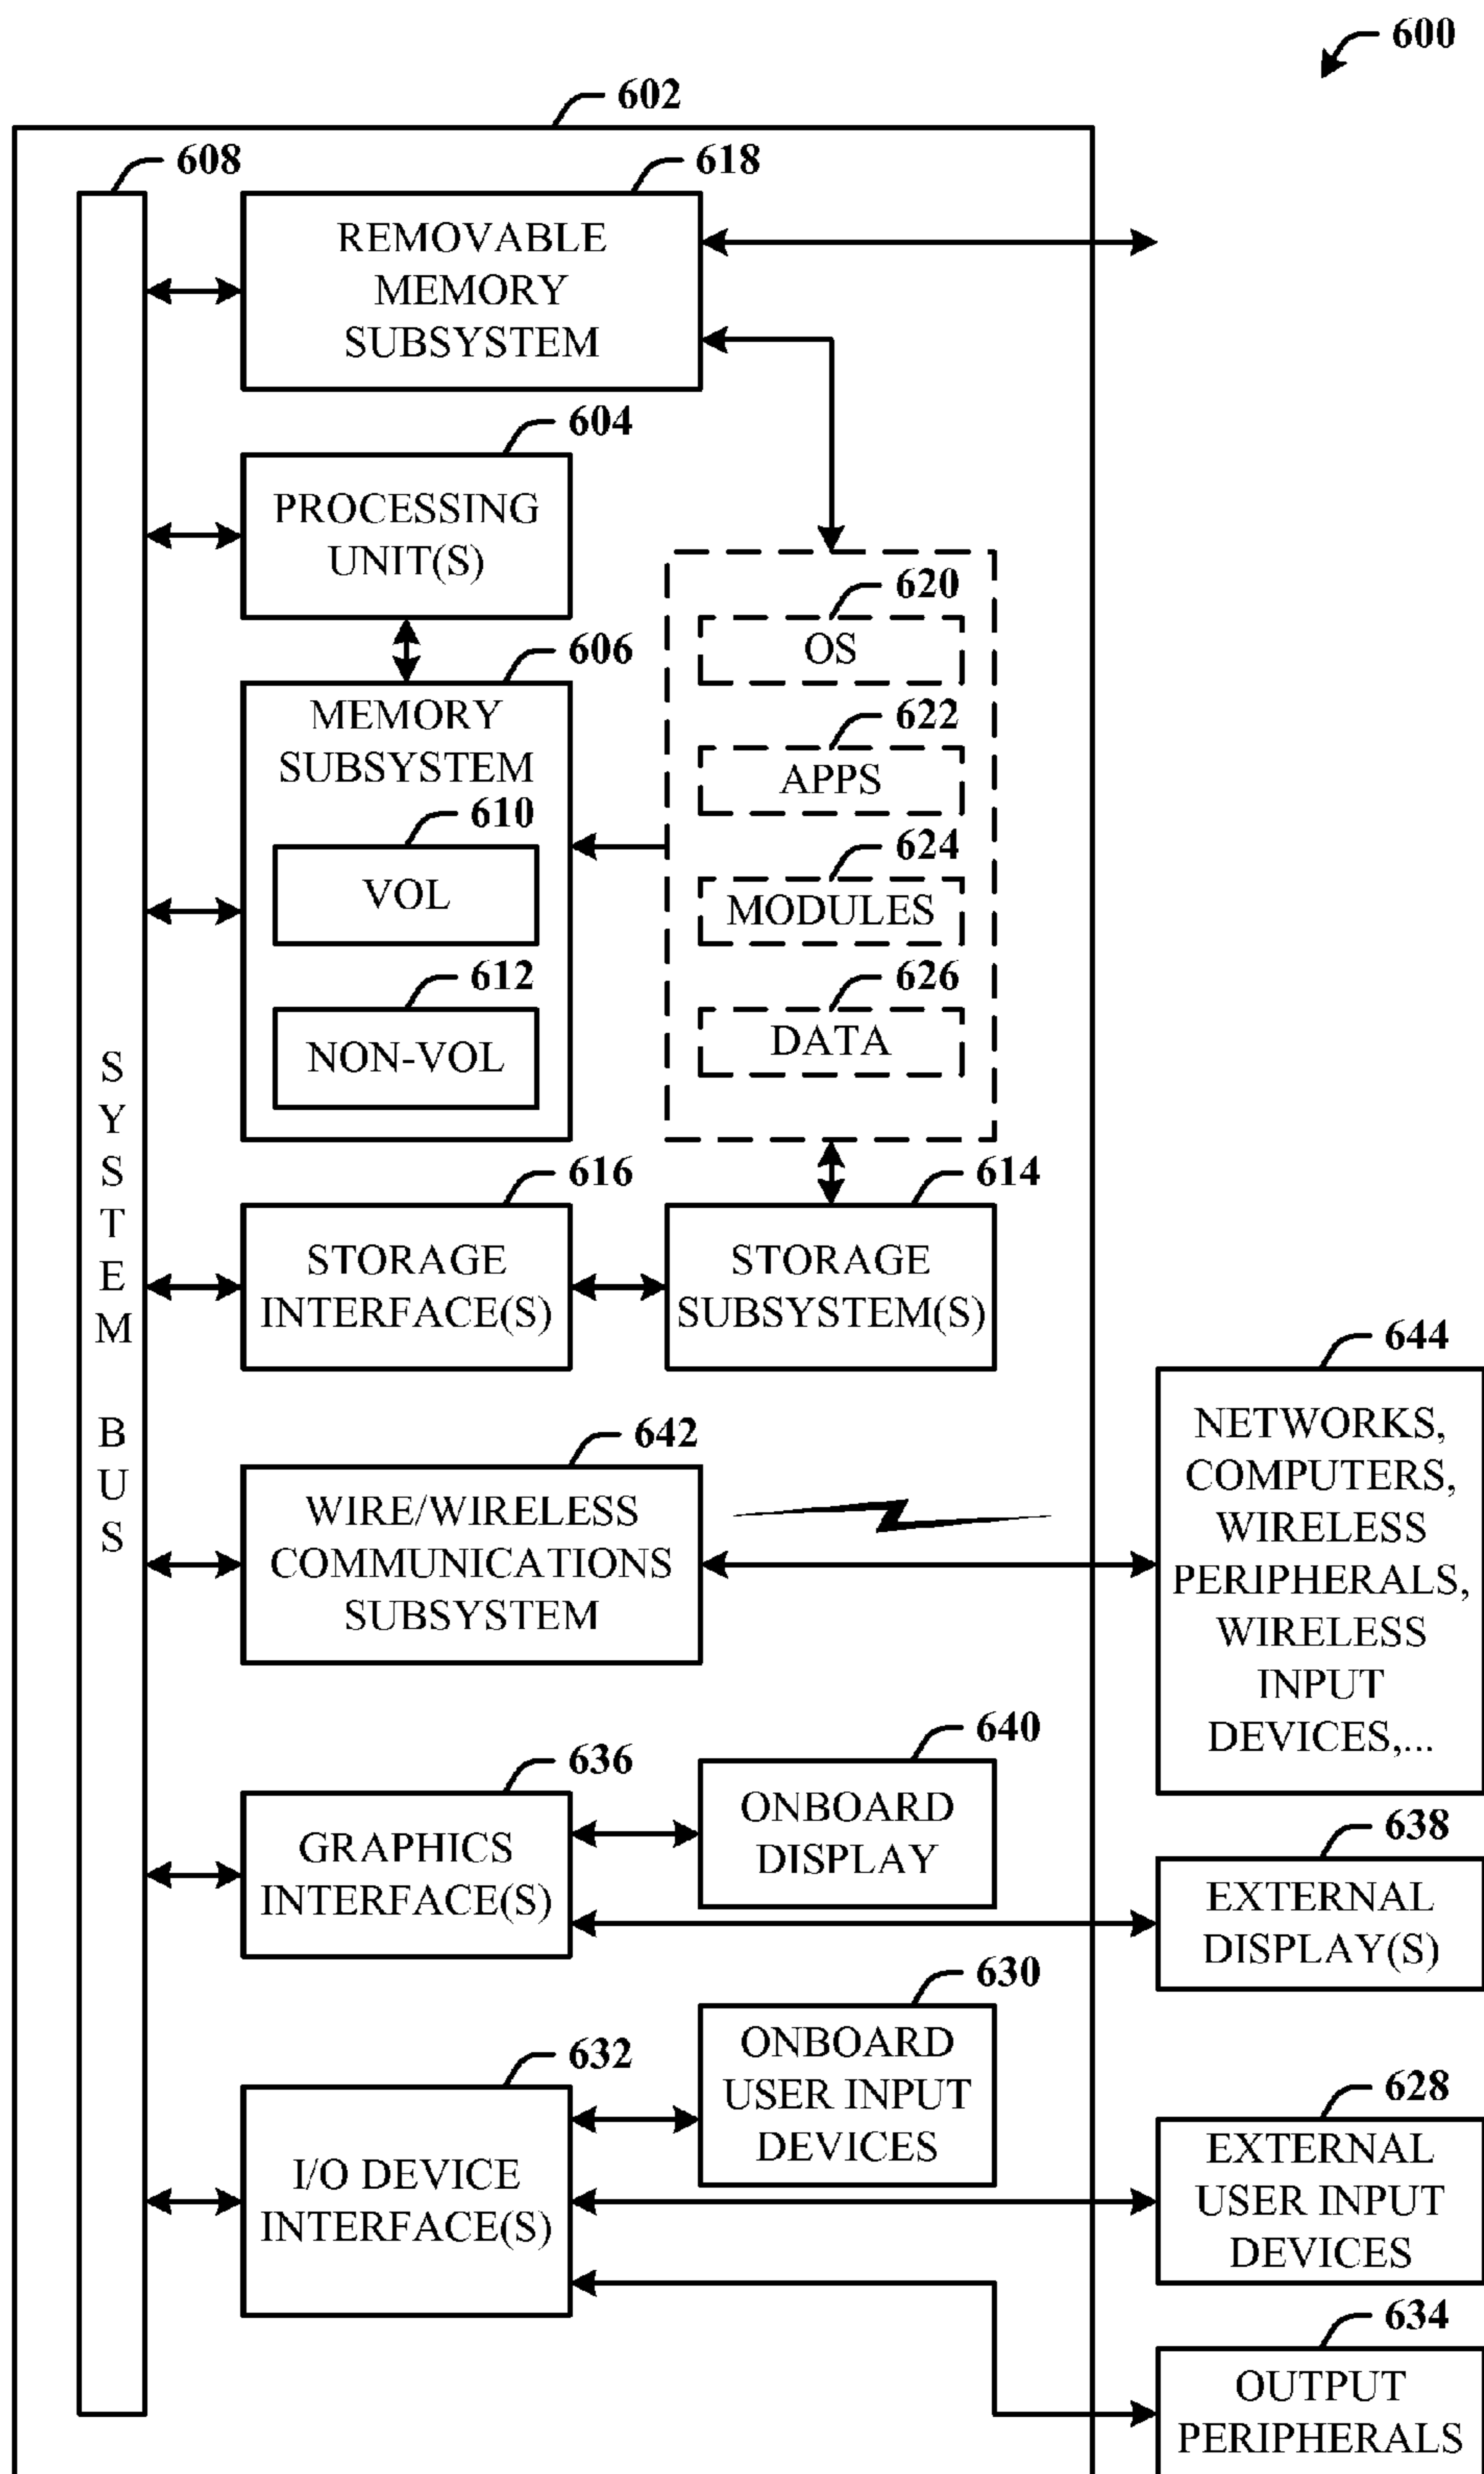 600
602
608
618
REMOVABLE
MEMORY
SUBSYSTEM
604
PROCESSING
UNIT(S)
606
MEMORY
SUBSYSTEM
610
VOL
612
NON-VOL
620
OS
622
APPS
624
MODULES
626
DATA
SYSTEM BUS
616
STORAGE
INTERFACE(S)
614
STORAGE
SUBSYSTEM(S)
642
WIRE/WIRELESS
COMMUNICATIONS
SUBSYSTEM
644
NETWORKS,
COMPUTERS,
WIRELESS
PERIPHERALS,
WIRELESS
INPUT
DEVICES,...
636
GRAPHICS
INTERFACE(S)
640
ONBOARD
DISPLAY
638
EXTERNAL
DISPLAY(S)
632
I/O DEVICE
INTERFACE(S)
630
ONBOARD
USER INPUT
DEVICES
628
EXTERNAL
USER INPUT
DEVICES
634
OUTPUT
PERIPHERALS